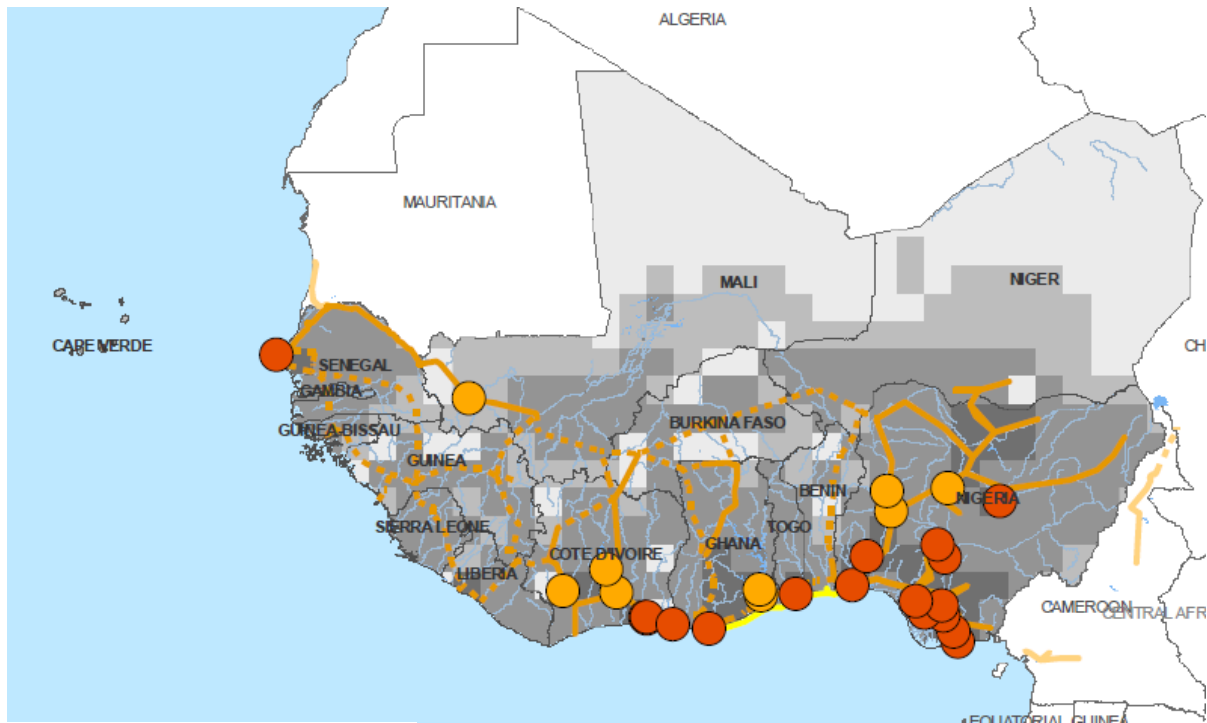 ALGERIA
MAURITANIA
MALI
NIGER
CAPE VERDE
CH
SENEGAL
GAMBIA
GUINEA-BISSAU
BURKINA FASO
GUINEA
BENIN
NIGERIA
SIERRA LEONE
TOGO
GHANA
COTE D'IVOIRE
LIBERIA
CAMEROON
CENTRAL AFR
EQUATORIAL GUINEA